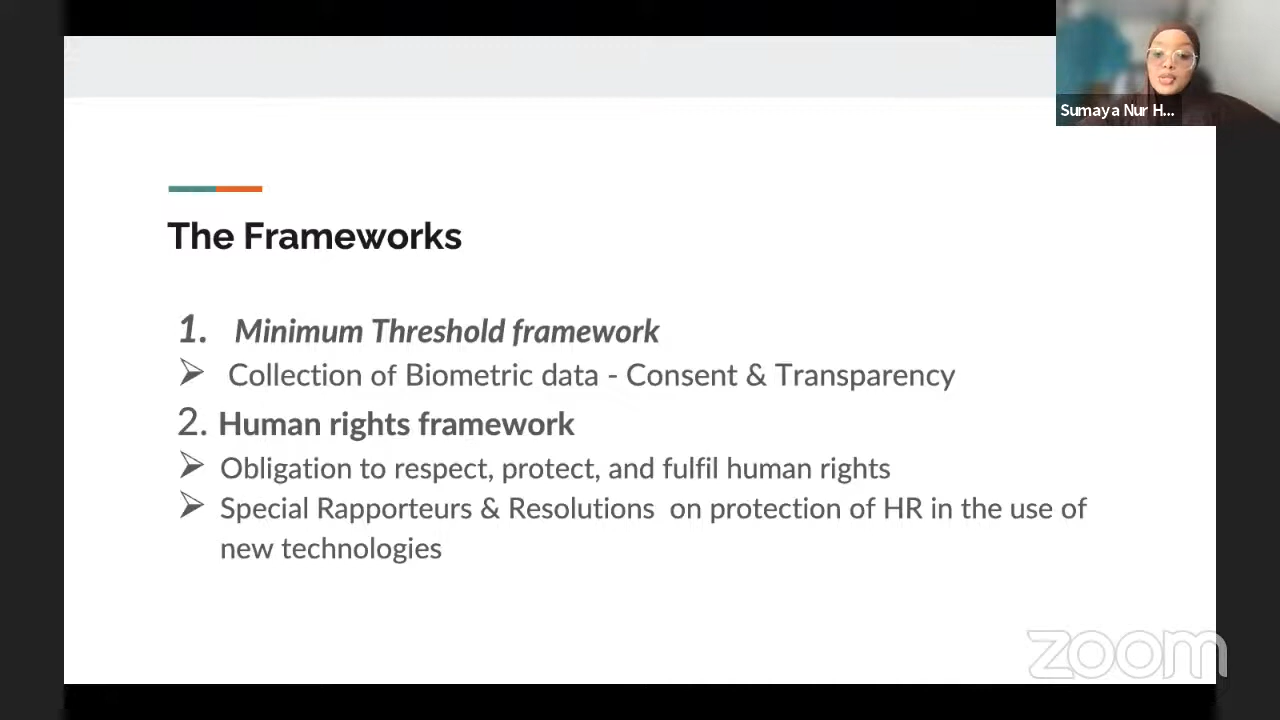 Sumaya Nur H...
The Frameworks
1. Minimum Threshold framework
➢ Collection of Biometric data - Consent & Transparency
2. Human rights framework
➢ Obligation to respect, protect, and fulfil human rights
➢ Special Rapporteurs & Resolutions on protection of HR in the use of
new technologies
zoom